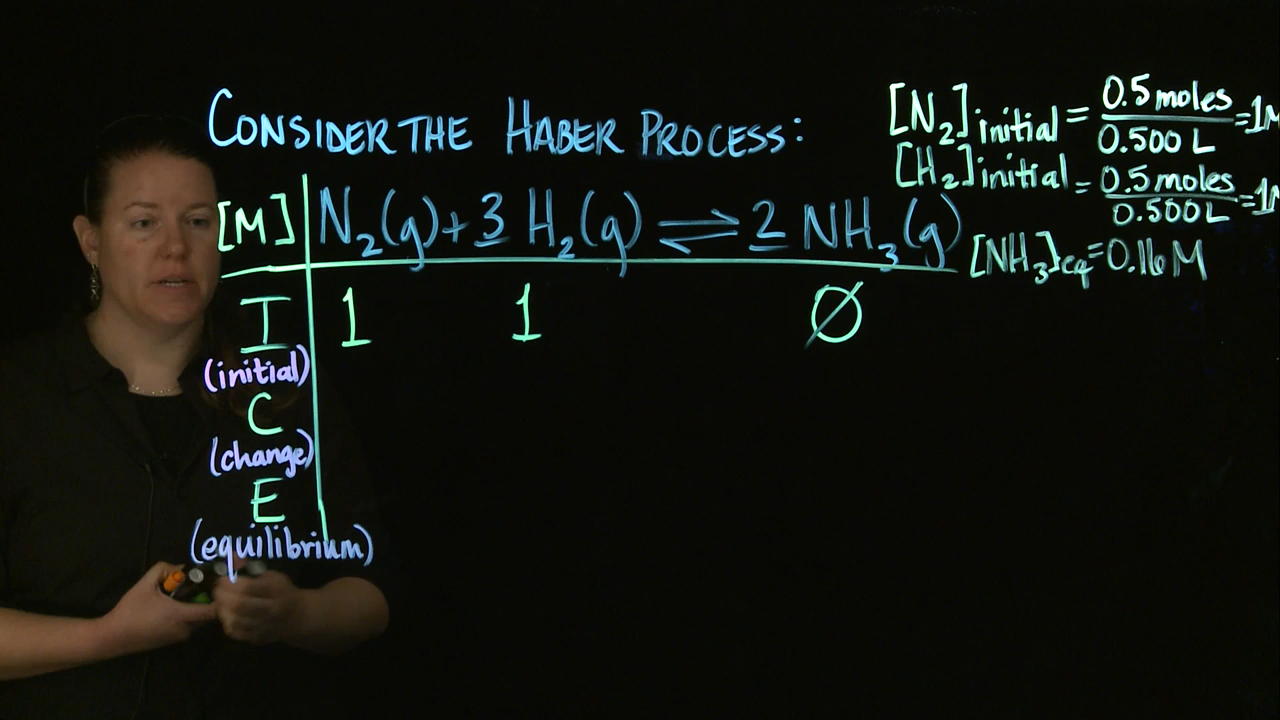 CONSIDER THE HABER PROCESS:
[N₂]initial = 0.5 moles / 0.500 L = 1M
[H₂]initial = 0.5 moles / 0.500 L = 1M
[NH₃]eq = 0.16 M
[M] N₂(g) + 3 H₂(g) ⇌ 2 NH₃(g)
I 1 1 Ø
(initial)
C
(change)
E
(equilibrium)